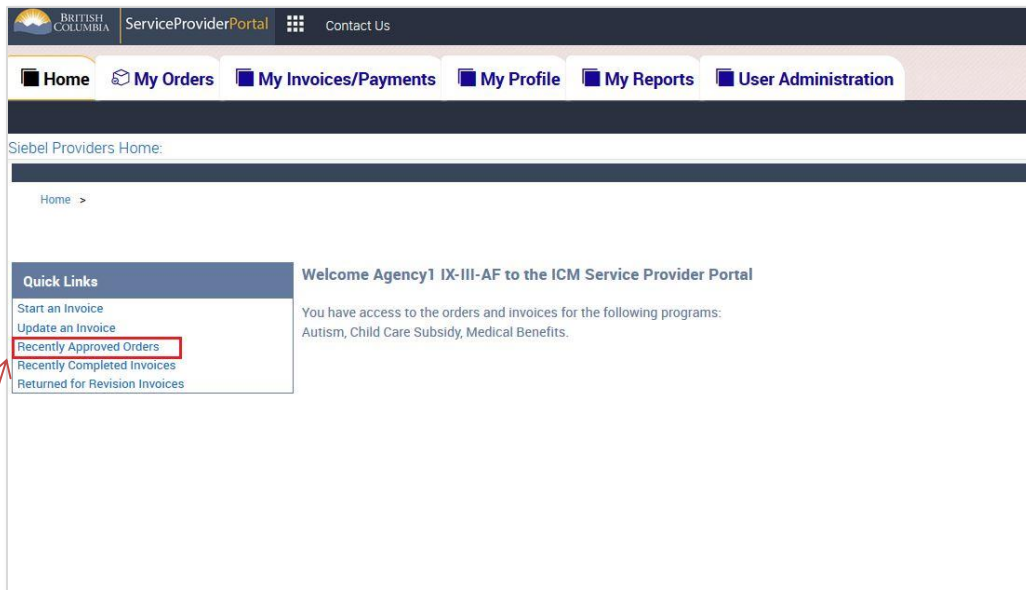 BRITISH
COLUMBIA
ServiceProviderPortal
Contact Us
Home My Orders My Invoices/Payments My Profile My Reports User Administration
Siebel Providers Home:
Home >
Quick Links
Start an Invoice
Update an Invoice
Recently Approved Orders
Recently Completed Invoices
Returned for Revision Invoices
Welcome Agency1 IX-III-AF to the ICM Service Provider Portal
You have access to the orders and invoices for the following programs:
Autism, Child Care Subsidy, Medical Benefits.